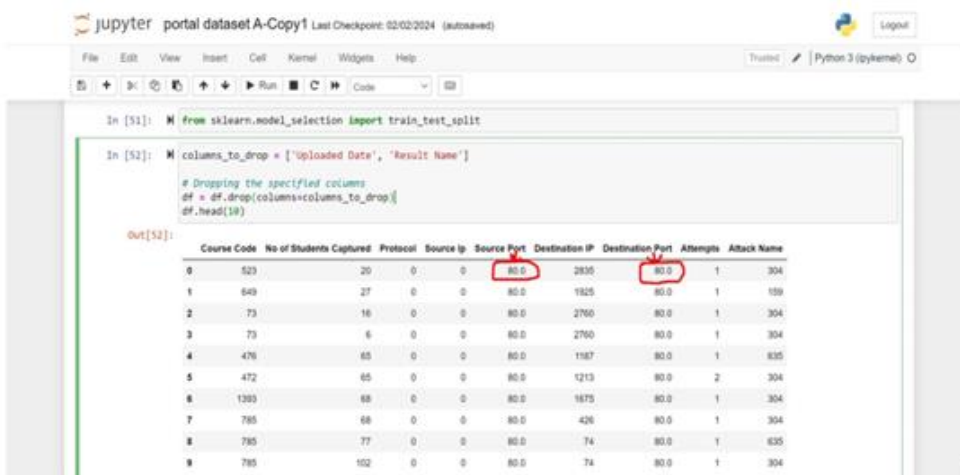 jupyter portal dataset A-Copy1 Last Checkpoint: 02/02/2024 (autosaved) Logout
File Edit View Insert Cell Kernel Widgets Help Trusted Python 3 (ipykernel)
Run Code
In [51]: from sklearn.model_selection import train_test_split
In [52]: columns_to_drop = ['Uploaded Date', 'Result Name']
# Dropping the specified columns
df = df.drop(columns=columns_to_drop)
df.head(10)
Out[52]:
Course Code No of Students Captured Protocol Source Ip Source Port Destination IP Destination Port Attempts Attack Name
0 523 20 0 0 80.0 2835 80.0 1 304
1 649 27 0 0 80.0 1925 80.0 1 159
2 73 16 0 0 80.0 2760 80.0 1 304
3 73 6 0 0 80.0 2760 80.0 1 304
4 476 65 0 0 80.0 1187 80.0 1 635
5 472 65 0 0 80.0 1213 80.0 2 304
6 1393 68 0 0 80.0 1675 80.0 1 304
7 785 68 0 0 80.0 426 80.0 1 304
8 785 77 0 0 80.0 74 80.0 1 635
9 785 102 0 0 80.0 74 80.0 1 304